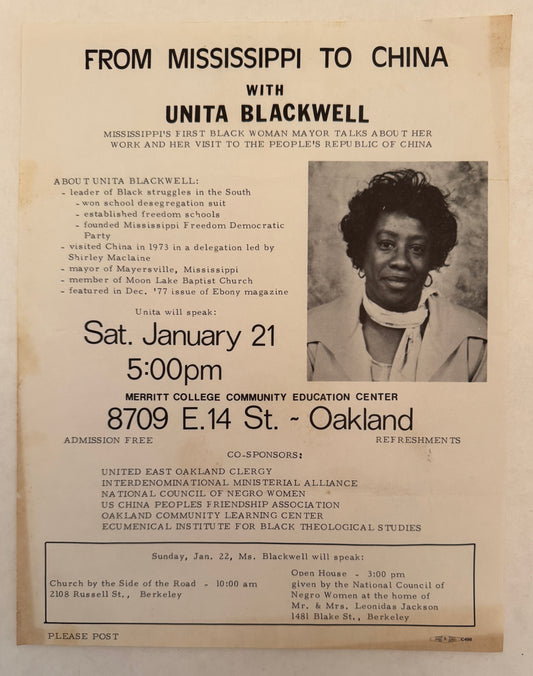 FROM MISSISSIPPI TO CHINA
WITH
UNITA BLACKWELL
MISSISSIPPI'S FIRST BLACK WOMAN MAYOR TALKS ABOUT HER
WORK AND HER VISIT TO THE PEOPLE'S REPUBLIC OF CHINA
ABOUT UNITA BLACKWELL:
- leader of Black struggles in the South
- won school desegregation suit
- established freedom schools
- founded Mississippi Freedom Democratic
Party
- visited China in 1973 in a delegation led by
Shirley Maclaine
- mayor of Mayersville, Mississippi
- member of Moon Lake Baptist Church
- featured in Dec. '77 issue of Ebony magazine
Unita will speak:
Sat. January 21
5:00pm
MERRITT COLLEGE COMMUNITY EDUCATION CENTER
8709 E.14 St. ~ Oakland
ADMISSION FREE
REFRESHMENTS
CO-SPONSORS:
UNITED EAST OAKLAND CLERGY
INTERDENOMINATIONAL MINISTERIAL ALLIANCE
NATIONAL COUNCIL OF NEGRO WOMEN
US CHINA PEOPLES FRIENDSHIP ASSOCIATION
OAKLAND COMMUNITY LEARNING CENTER
ECUMENICAL INSTITUTE FOR BLACK THEOLOGICAL STUDIES
Sunday, Jan. 22, Ms. Blackwell will speak:
Church by the Side of the Road - 10:00 am
2108 Russell St., Berkeley
Open House - 3:00 pm
given by the National Council of
Negro Women at the home of
Mr. & Mrs. Leonidas Jackson
1481 Blake St., Berkeley
PLEASE POST